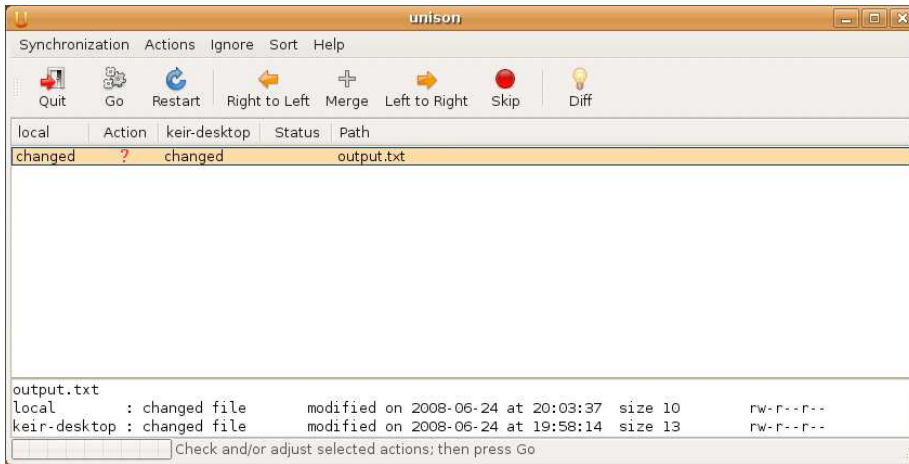 unison
Synchronization Actions Ignore Sort Help
Quit Go Restart Right to Left Merge Left to Right Skip Diff
local Action keir-desktop Status Path
changed ? changed output.txt
output.txt
local : changed file modified on 2008-06-24 at 20:03:37 size 10 rw-r--r--
keir-desktop : changed file modified on 2008-06-24 at 19:58:14 size 13 rw-r--r--
Check and/or adjust selected actions; then press Go